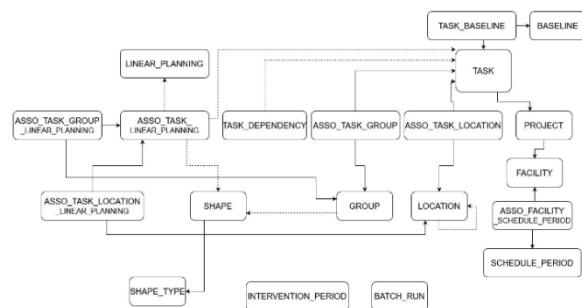 TASK_BASELINE
BASELINE
LINEAR_PLANNING
TASK
ASSO_TASK_GROUP
_LINEAR_PLANNING
ASSO_TASK_
LINEAR_PLANNING
TASK_DEPENDENCY
ASSO_TASK_GROUP
ASSO_TASK_LOCATION
PROJECT
FACILITY
ASSO_TASK_LOCATION
_LINEAR_PLANNING
SHAPE
GROUP
LOCATION
ASSO_FACILITY
_SCHEDULE_PERIOD
SCHEDULE_PERIOD
SHAPE_TYPE
INTERVENTION_PERIOD
BATCH_RUN